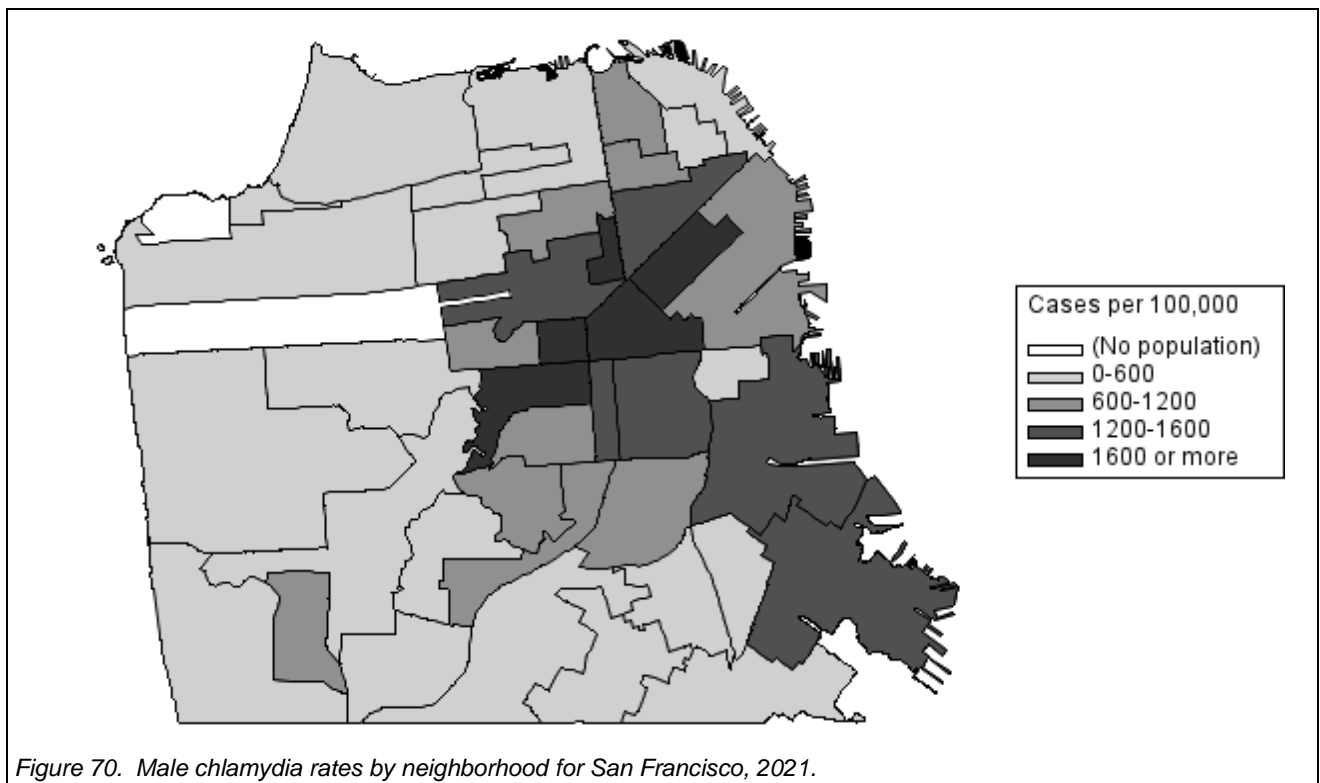 Cases per 100,000
(No population)
0-600
600-1200
1200-1600
1600 or more
Figure 70. Male chlamydia rates by neighborhood for San Francisco, 2021.